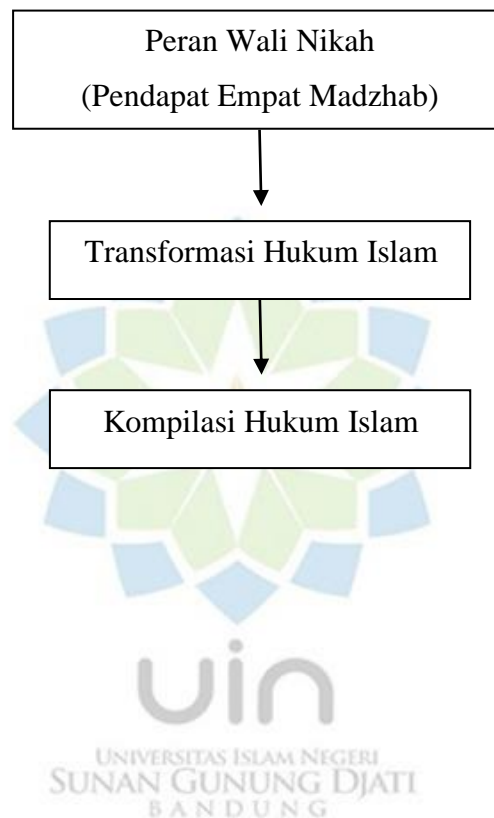 Peran Wali Nikah
(Pendapat Empat Madzhab)
Transformasi Hukum Islam
Kompilasi Hukum Islam
uin
UNIVERSITAS ISLAM NEGERI
SUNAN GUNUNG DJATI
BANDUNG